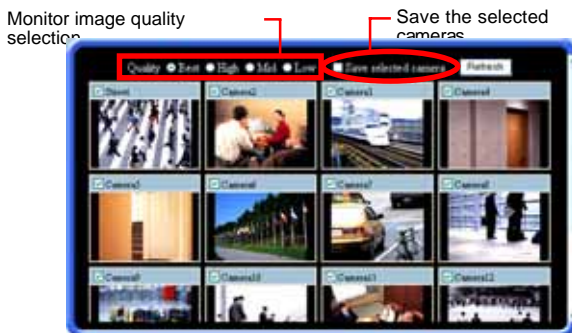 Monitor image quality
selection
Save the selected
cameras
Quality Best High Mid Low Save selected camera Refresh
Street Camera2 Camera3 Camera4
Camera5 Camera6 Camera7 Camera8
Camera9 Camera10 Camera11 Camera12